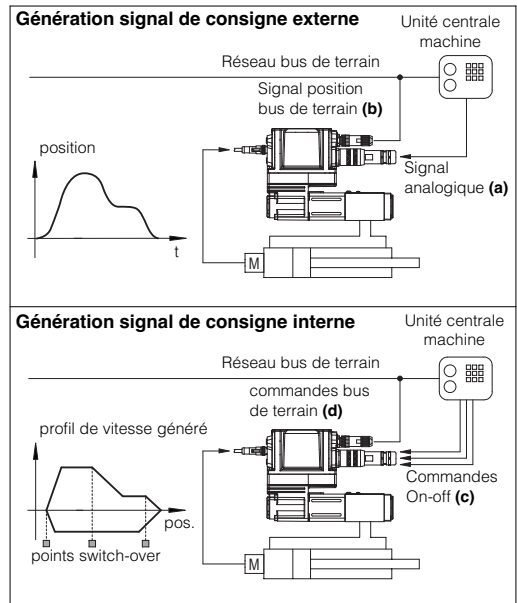 Génération signal de consigne externe
Unité centrale
machine
Réseau bus de terrain
Signal position
bus de terrain (b)
position
Signal
analogique (a)
t
M
Génération signal de consigne interne
Unité centrale
machine
Réseau bus de terrain
commandes bus
de terrain (d)
profil de vitesse généré
Commandes
On-off (c)
pos.
points switch-over
M